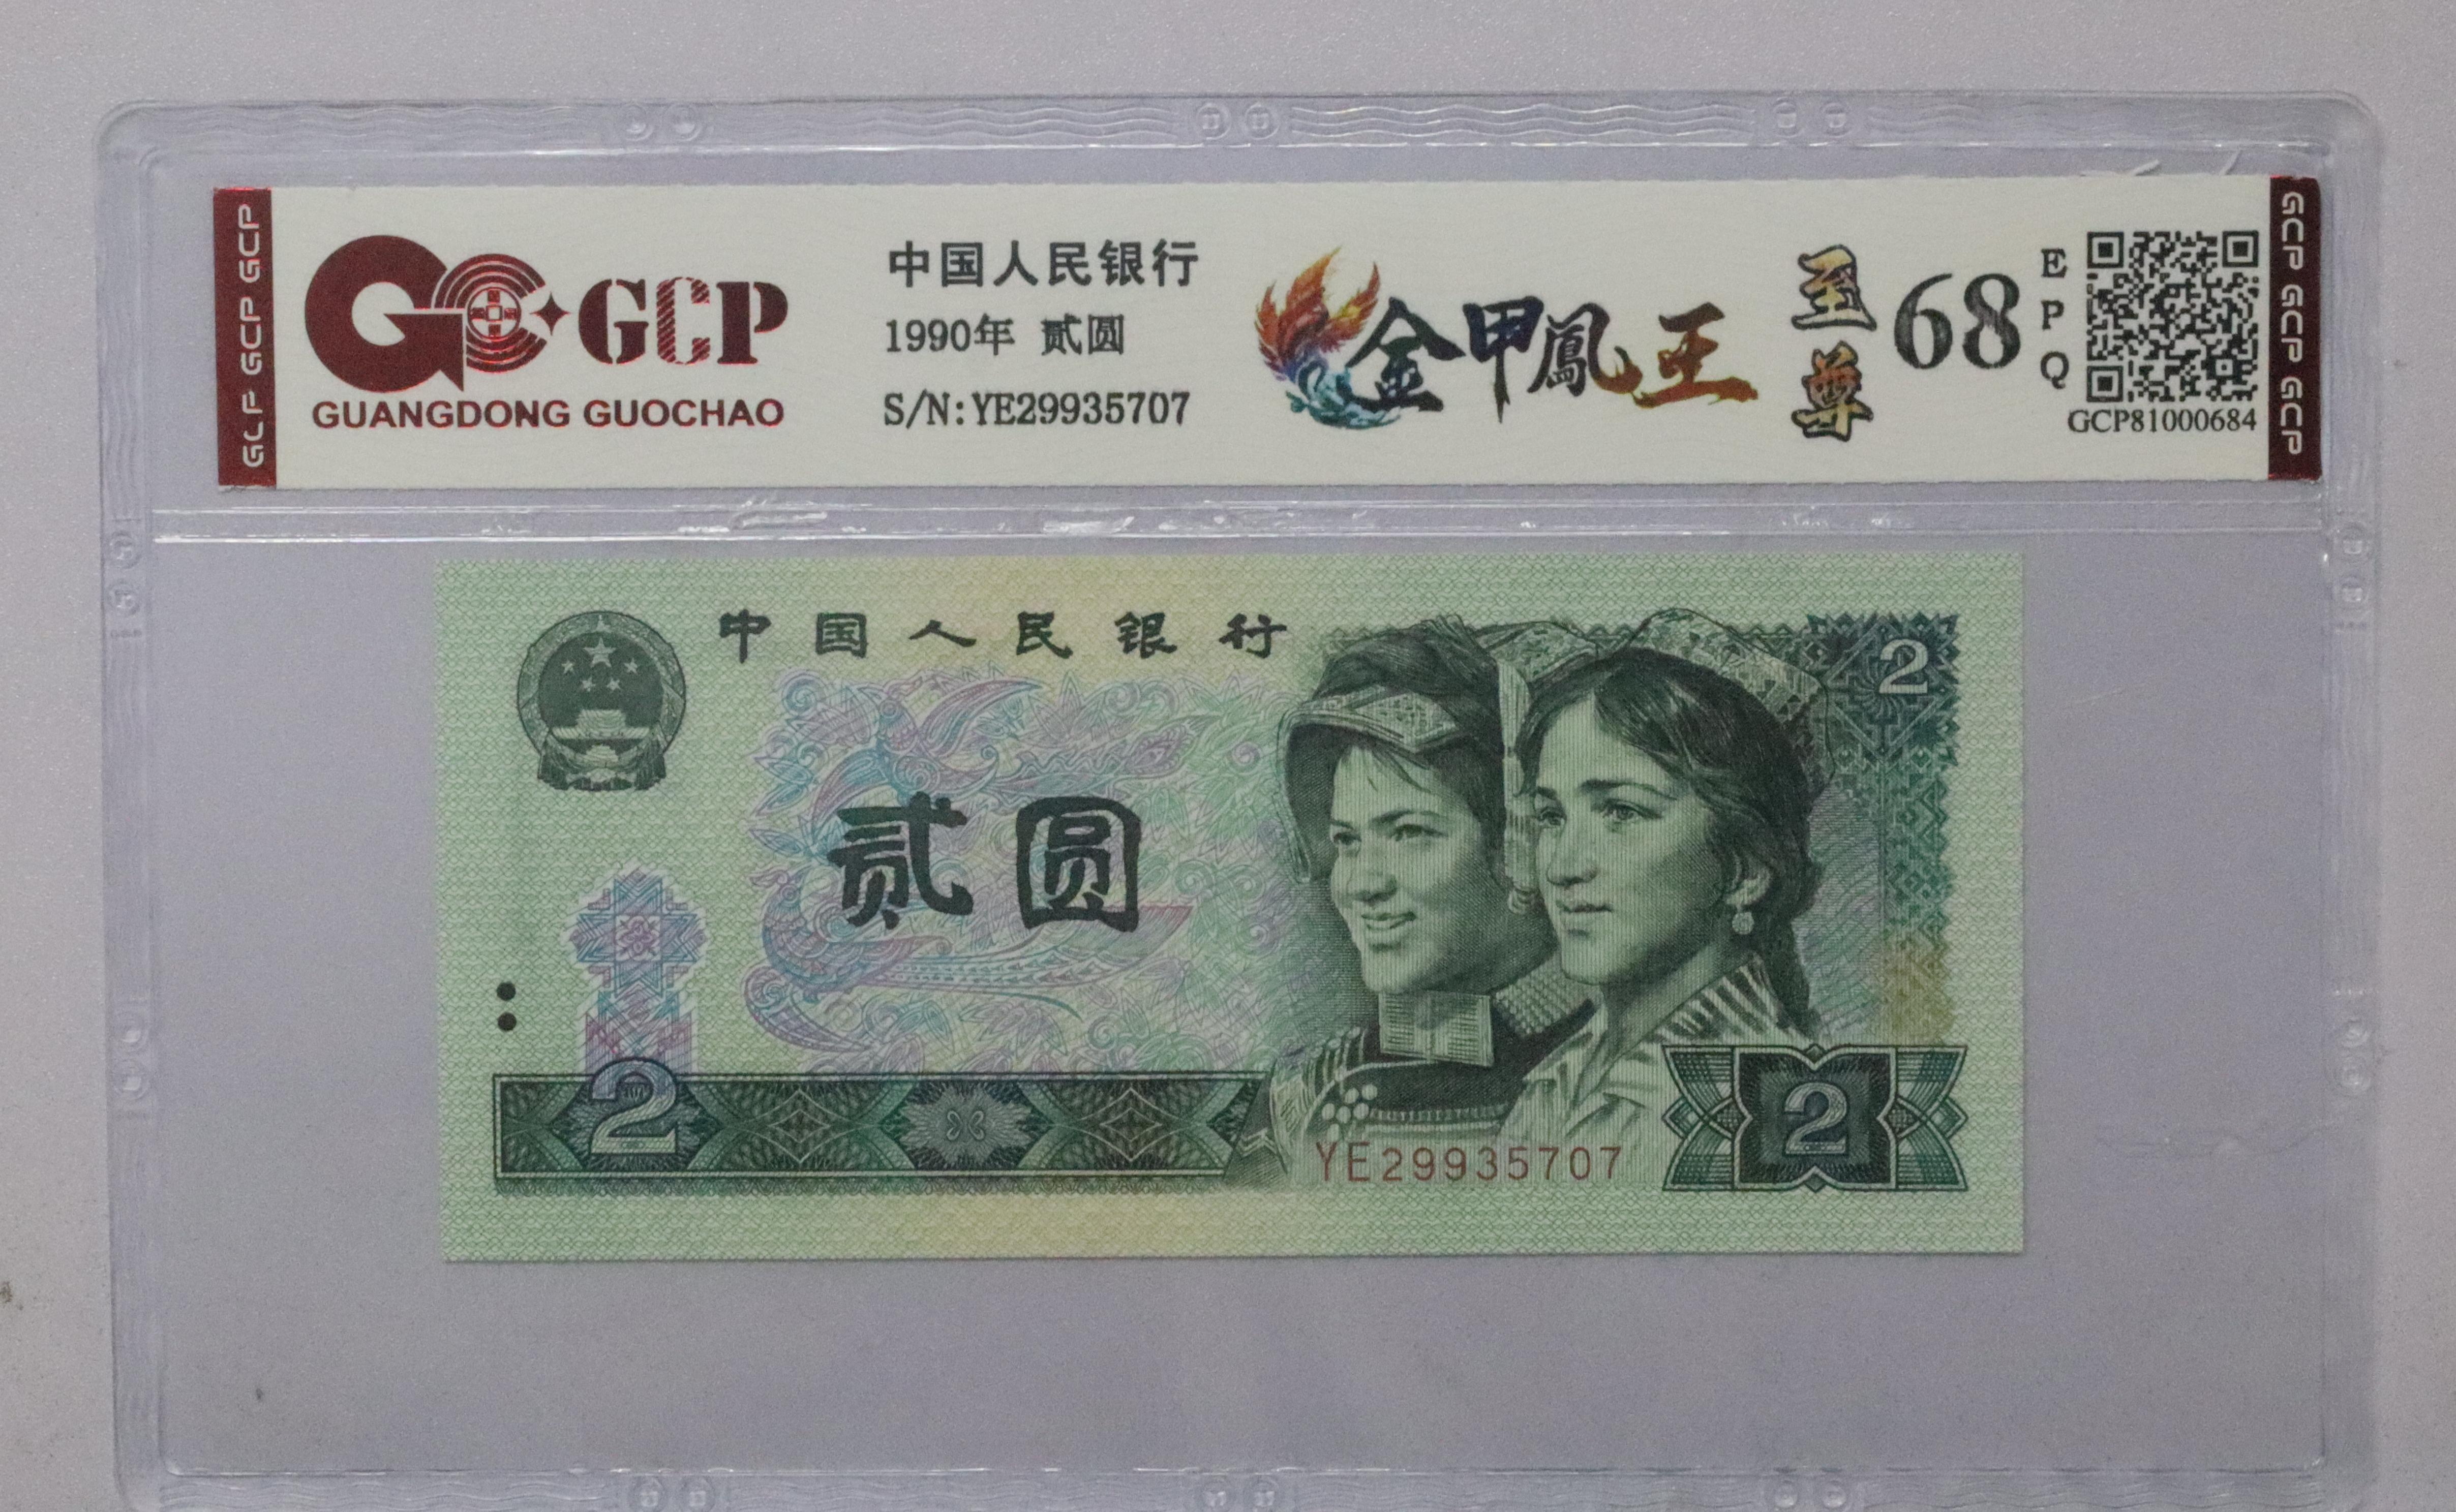 GCP GCP GCP
GCP
GUANGDONG GUOCHAO
中国人民银行
1990年 贰圆
S/N:YE29935707
金甲鳳王
至尊
68
EPQ
GCP81000684
GCP GCP GCP
中国人民银行
2
贰圆
2
YE29935707
2